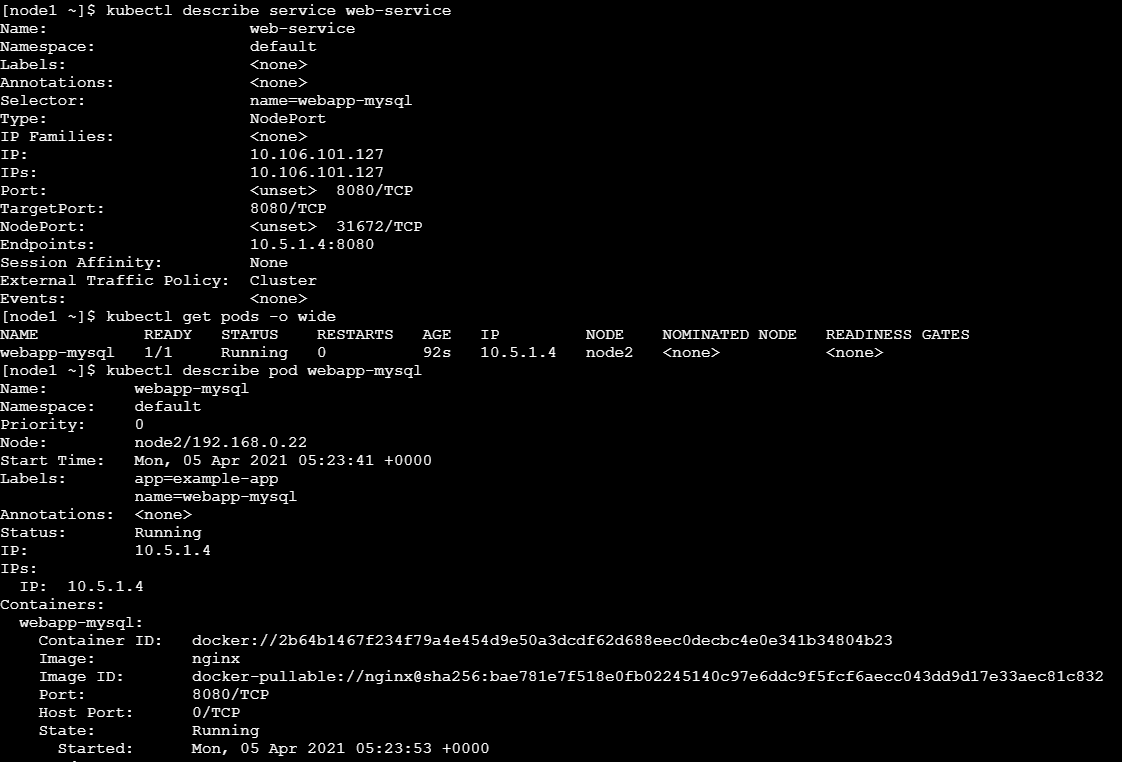 [node1 ~]$ kubectl describe service web-service
Name:                     web-service
Namespace:                default
Labels:                   <none>
Annotations:              <none>
Selector:                 name=webapp-mysql
Type:                     NodePort
IP Families:              <none>
IP:                       10.106.101.127
IPs:                      10.106.101.127
Port:                     <unset>  8080/TCP
TargetPort:               8080/TCP
NodePort:                 <unset>  31672/TCP
Endpoints:                10.5.1.4:8080
Session Affinity:         None
External Traffic Policy:  Cluster
Events:                   <none>
[node1 ~]$ kubectl get pods -o wide
NAME           READY   STATUS    RESTARTS   AGE   IP         NODE    NOMINATED NODE   READINESS GATES
webapp-mysql   1/1     Running   0          92s   10.5.1.4   node2   <none>           <none>
[node1 ~]$ kubectl describe pod webapp-mysql
Name:         webapp-mysql
Namespace:    default
Priority:     0
Node:         node2/192.168.0.22
Start Time:   Mon, 05 Apr 2021 05:23:41 +0000
Labels:       app=example-app
              name=webapp-mysql
Annotations:  <none>
Status:       Running
IP:           10.5.1.4
IPs:
  IP:  10.5.1.4
Containers:
  webapp-mysql:
    Container ID:   docker://2b64b1467f234f79a4e454d9e50a3dcdf62d688eec0decbc4e0e341b34804b23
    Image:          nginx
    Image ID:       docker-pullable://nginx@sha256:bae781e7f518e0fb02245140c97e6ddc9f5fcf6aecc043dd9d17e33aec81c832
    Port:           8080/TCP
    Host Port:      0/TCP
    State:          Running
      Started:      Mon, 05 Apr 2021 05:23:53 +0000